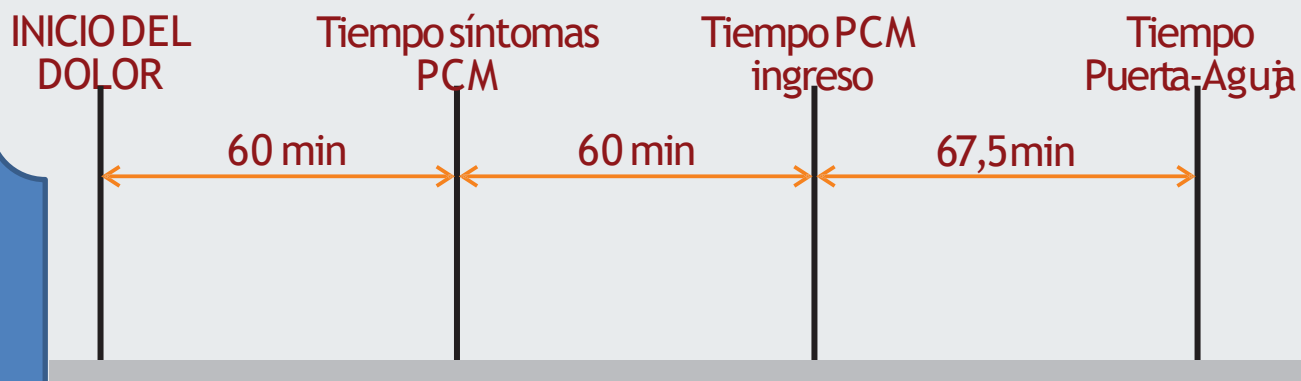 INICIO DEL
DOLOR
Tiempo síntomas
PCM
Tiempo PCM
ingreso
Tiempo
Puerta-Aguja
60 min
60 min
67,5min